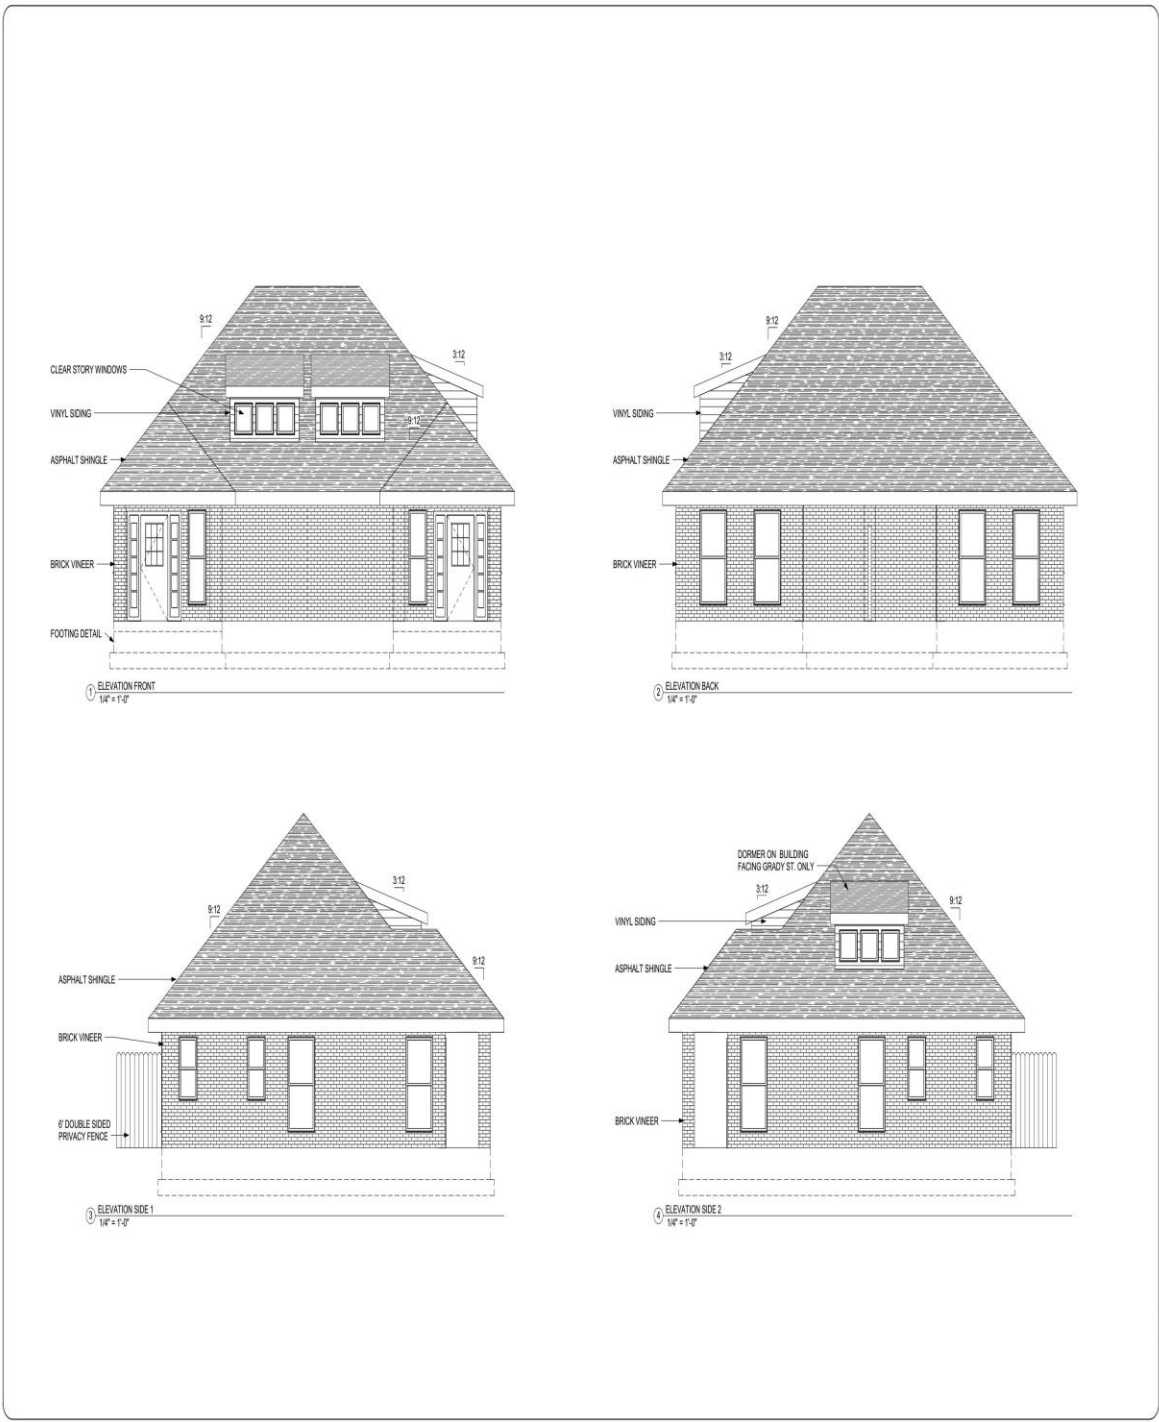 9:12
3:12
CLEAR STORY WINDOWS
VINYL SIDING
9:12
ASPHALT SHINGLE
BRICK VINEER
FOOTING DETAIL
1 ELEVATION FRONT
1/4" = 1'-0"
9:12
3:12
VINYL SIDING
ASPHALT SHINGLE
BRICK VINEER
2 ELEVATION BACK
1/4" = 1'-0"
3:12
9:12
9:12
ASPHALT SHINGLE
BRICK VINEER
6' DOUBLE SIDED
PRIVACY FENCE
3 ELEVATION SIDE 1
1/4" = 1'-0"
DORMER ON BUILDING
FACING GRADY ST. ONLY
3:12
9:12
VINYL SIDING
ASPHALT SHINGLE
BRICK VINEER
4 ELEVATION SIDE 2
1/4" = 1'-0"